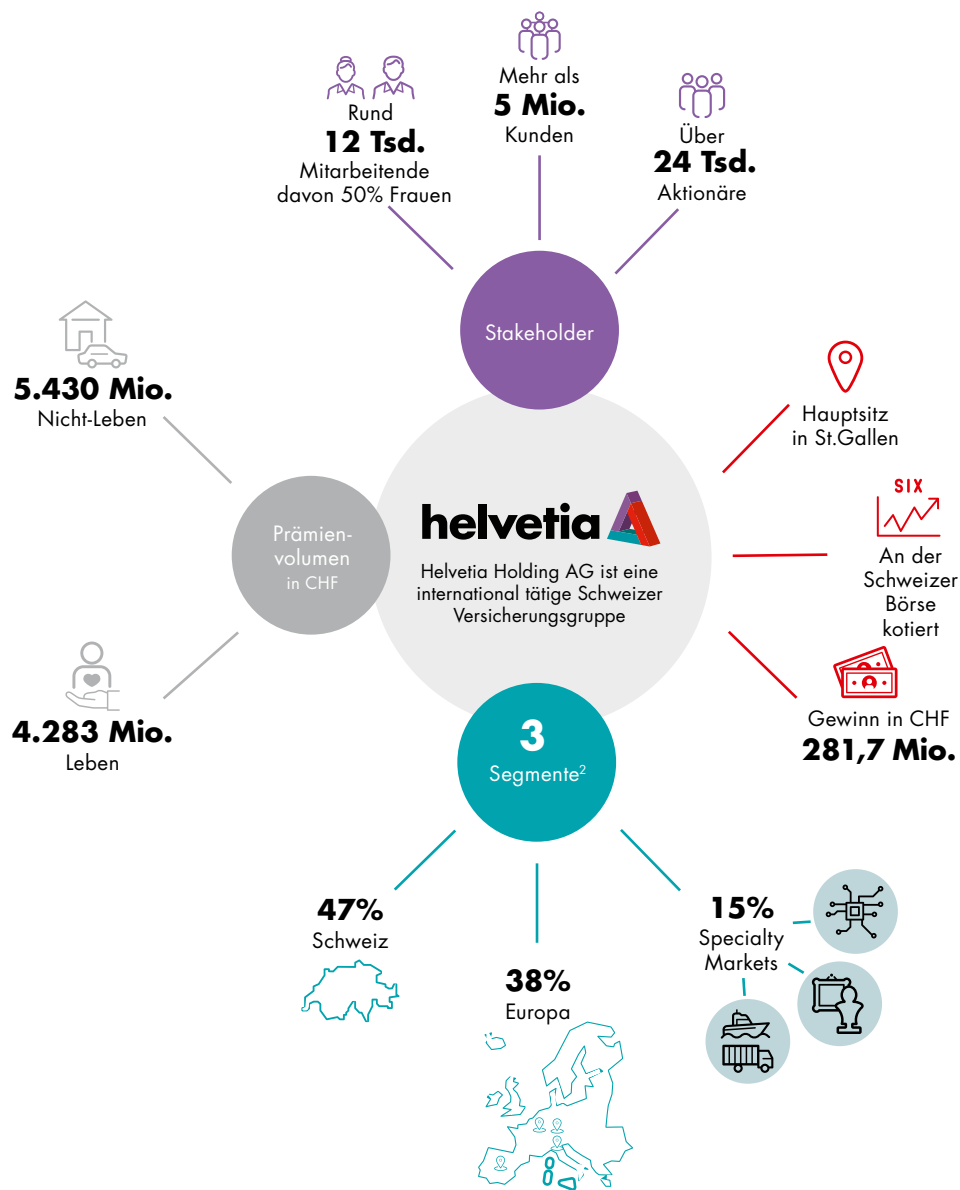 Rund
12 Tsd.
Mitarbeitende
davon 50% Frauen
Mehr als
5 Mio.
Kunden
Über
24 Tsd.
Aktionäre
Stakeholder
5.430 Mio.
Nicht-Leben
Prämien-
volumen
in CHF
4.283 Mio.
Leben
helvetia
Helvetia Holding AG ist eine
international tätige Schweizer
Versicherungsgruppe
Hauptsitz
in St.Gallen
SIX
An der
Schweizer
Börse
kotiert
Gewinn in CHF
281,7 Mio.
3
Segmente²
47%
Schweiz
38%
Europa
15%
Specialty
Markets